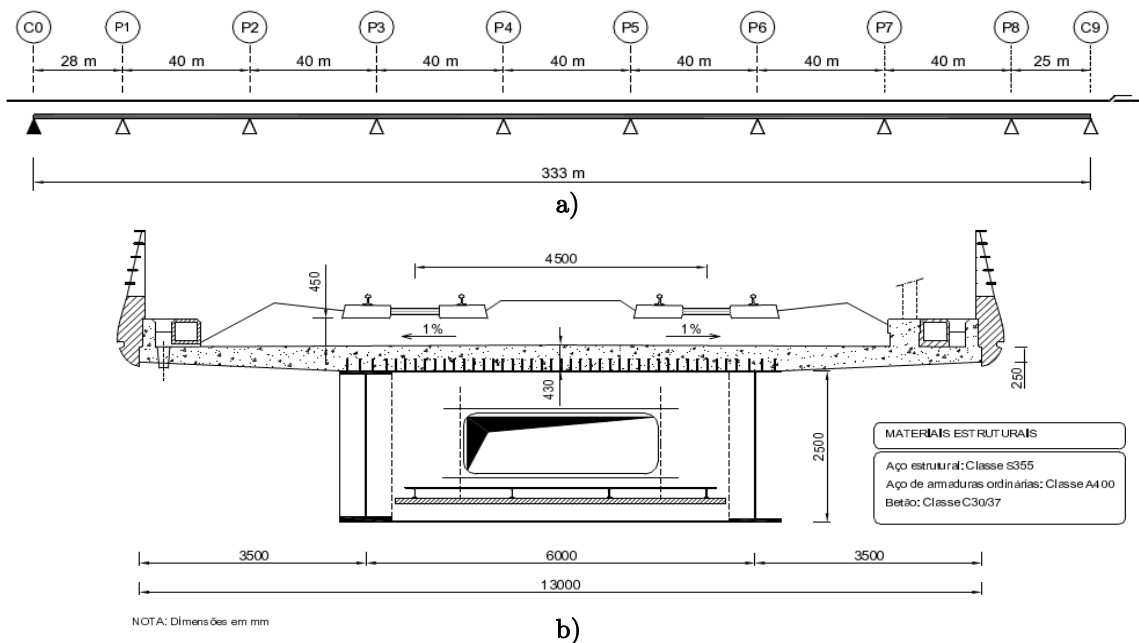 C0 P1 P2 P3 P4 P5 P6 P7 P8 C9
28 m 40 m 40 m 40 m 40 m 40 m 40 m 40 m 25 m
333 m
a)
4500
450
1% 1%
430
250
2500
MATERIAIS ESTRUTURAIS
Aço estrutural: Classe S355
Aço de armaduras ordinárias: Classe A400
Betão: Classe C30/37
3500 6000 3500
13000
NOTA: Dimensões em mm
b)